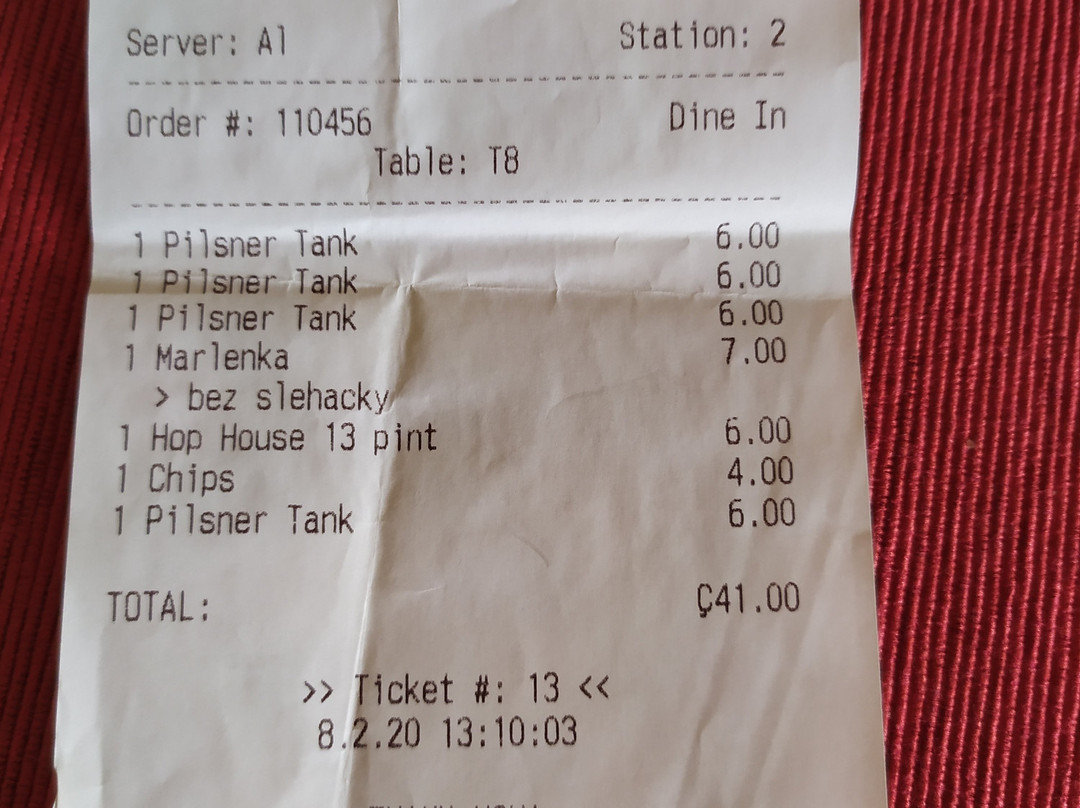 Server: Al Station: 2
Order #: 110456 Dine In
Table: T8
1 Pilsner Tank 6.00
1 Pilsner Tank 6.00
1 Pilsner Tank 6.00
1 Marlenka 7.00
> bez slehacky
1 Hop House 13 pint 6.00
1 Chips 4.00
1 Pilsner Tank 6.00
TOTAL: Ç41.00
>> Ticket #: 13 <<
8.2.20 13:10:03